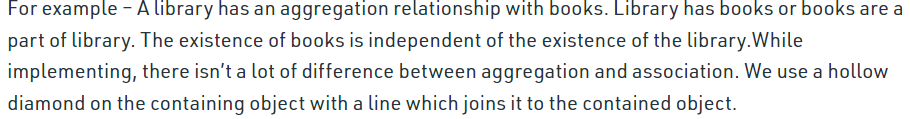 For example – A library has an aggregation relationship with books. Library has books or books are a
part of library. The existence of books is independent of the existence of the library.While
implementing, there isn’t a lot of difference between aggregation and association. We use a hollow
diamond on the containing object with a line which joins it to the contained object.